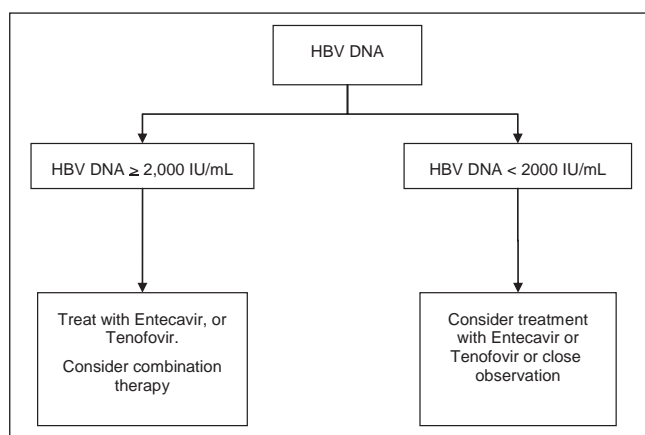 HBV DNA
HBV DNA ≥ 2,000 IU/mL
HBV DNA < 2000 IU/mL
Treat with Entecavir, or
Tenofovir.
Consider combination
therapy
Consider treatment
with Entecavir or
Tenofovir or close
observation